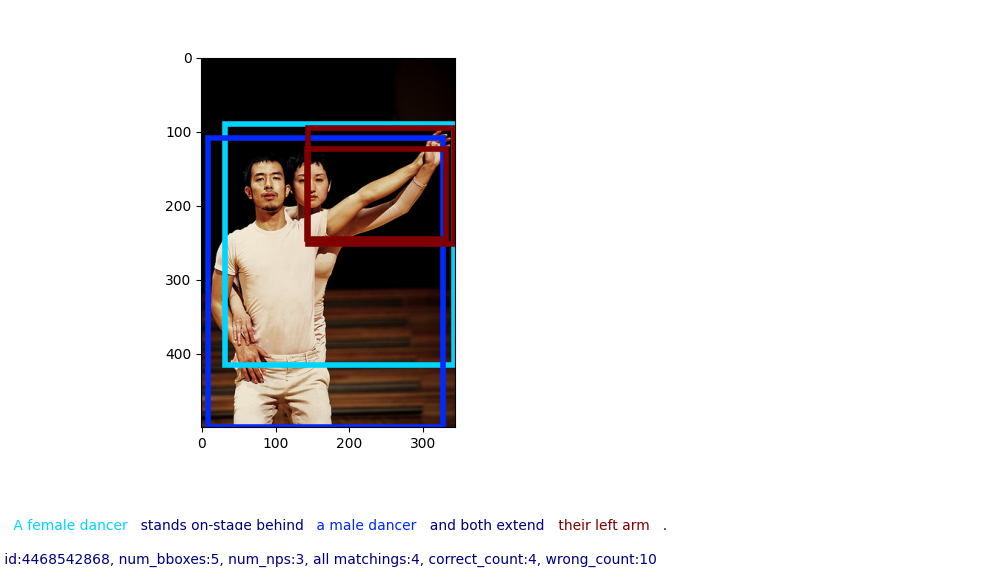 0
100
200
300
400
0 100 200 300
A female dancer stands on-stage behind a male dancer and both extend their left arm .
id:4468542868, num_bboxes:5, num_nps:3, all matchings:4, correct_count:4, wrong_count:10